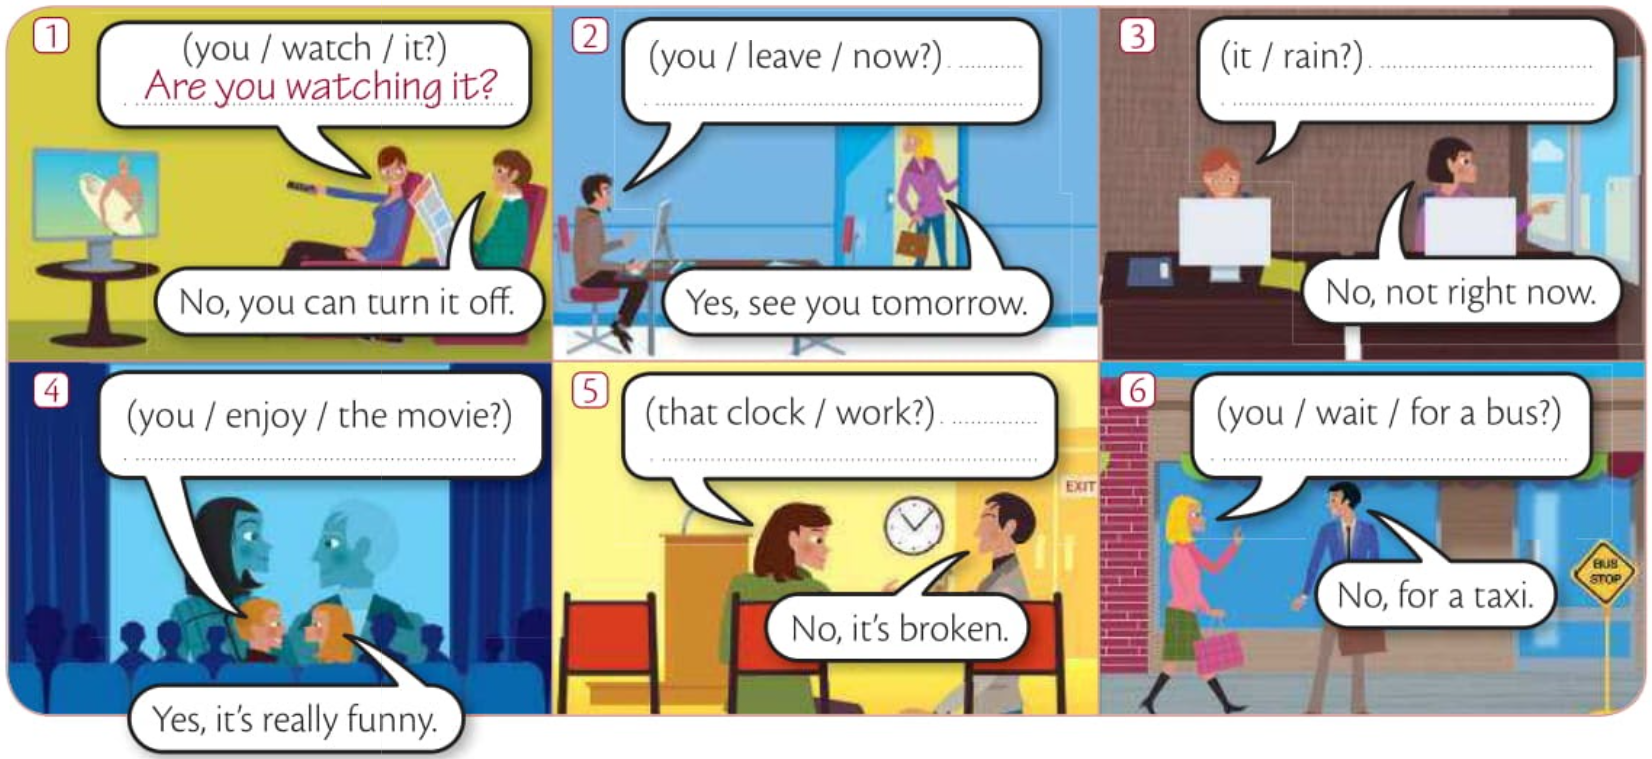 1
(you / watch / it?)
Are you watching it?
No, you can turn it off.
2
(you / leave / now?)
Yes, see you tomorrow.
3
(it / rain?)
No, not right now.
4
(you / enjoy / the movie?)
Yes, it's really funny.
5
(that clock / work?)
EXIT
No, it's broken.
6
(you / wait / for a bus?)
No, for a taxi.
BUS
STOP